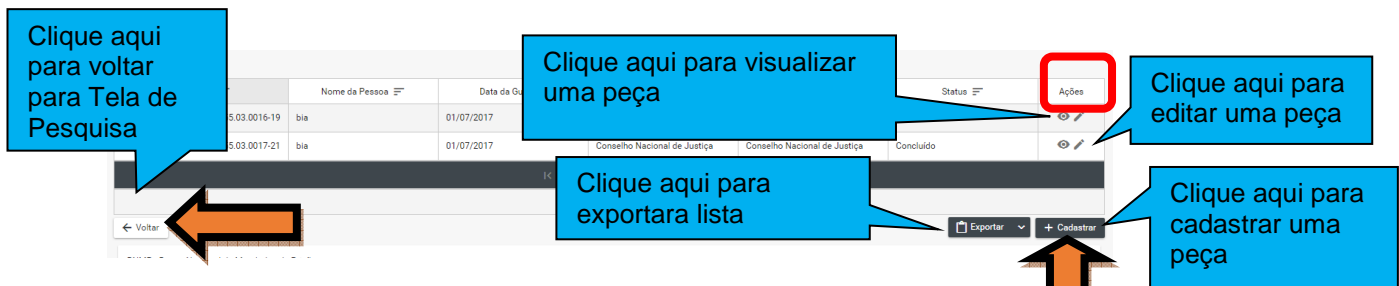 Clique aqui
para voltar
para Tela de
Pesquisa
Clique aqui para visualizar
uma peça
Clique aqui para
editar uma peça
Nome da Pessoa
Data da Gu
Status
Ações
5.03.0016-19 bia 01/07/2017
5.03.0017-21 bia 01/07/2017 Conselho Nacional de Justiça Conselho Nacional de Justiça Concluído
Clique aqui para
exportara lista
Clique aqui para
cadastrar uma
peça
Voltar
Exportar
+ Cadastrar